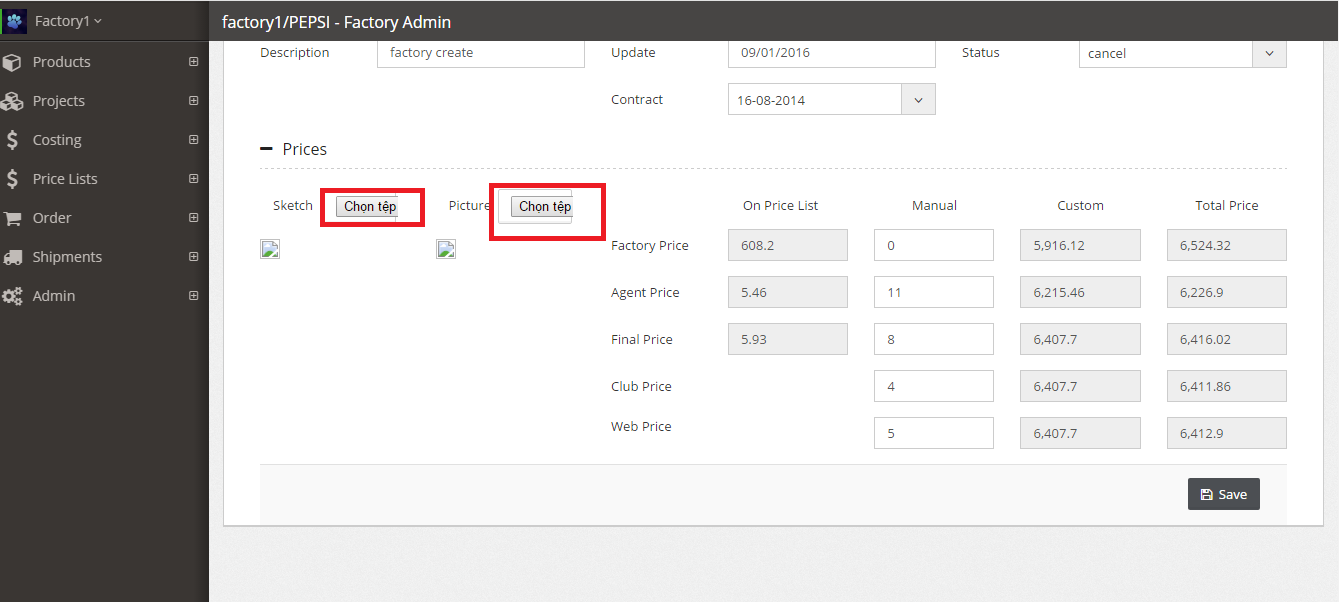 Factory1
factory1/PEPSI - Factory Admin
Products
Projects
Costing
Price Lists
Order
Shipments
Admin
Description factory create Update 09/01/2016 Status cancel
Contract 16-08-2014
Prices
Sketch Chọn tệp Picture Chọn tệp On Price List Manual Custom Total Price
Factory Price 608.2 0 5,916.12 6,524.32
Agent Price 5.46 11 6,215.46 6,226.9
Final Price 5.93 8 6,407.7 6,416.02
Club Price 4 6,407.7 6,411.86
Web Price 5 6,407.7 6,412.9
Save